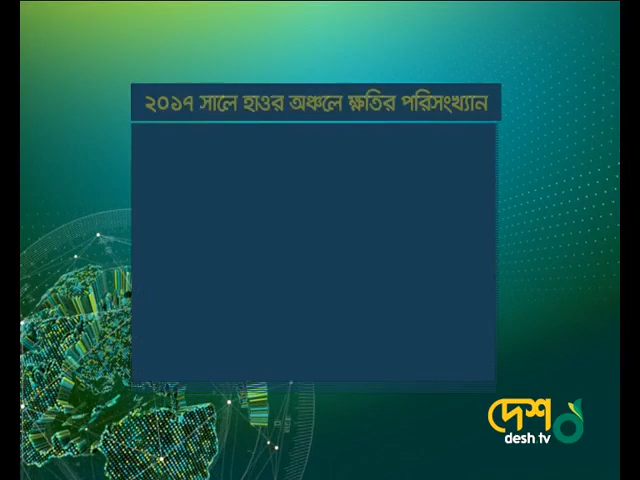 ২০১৭ সালে হাওর অঞ্চলে ক্ষতির পরিসংখ্যান
দেশ
desh tv